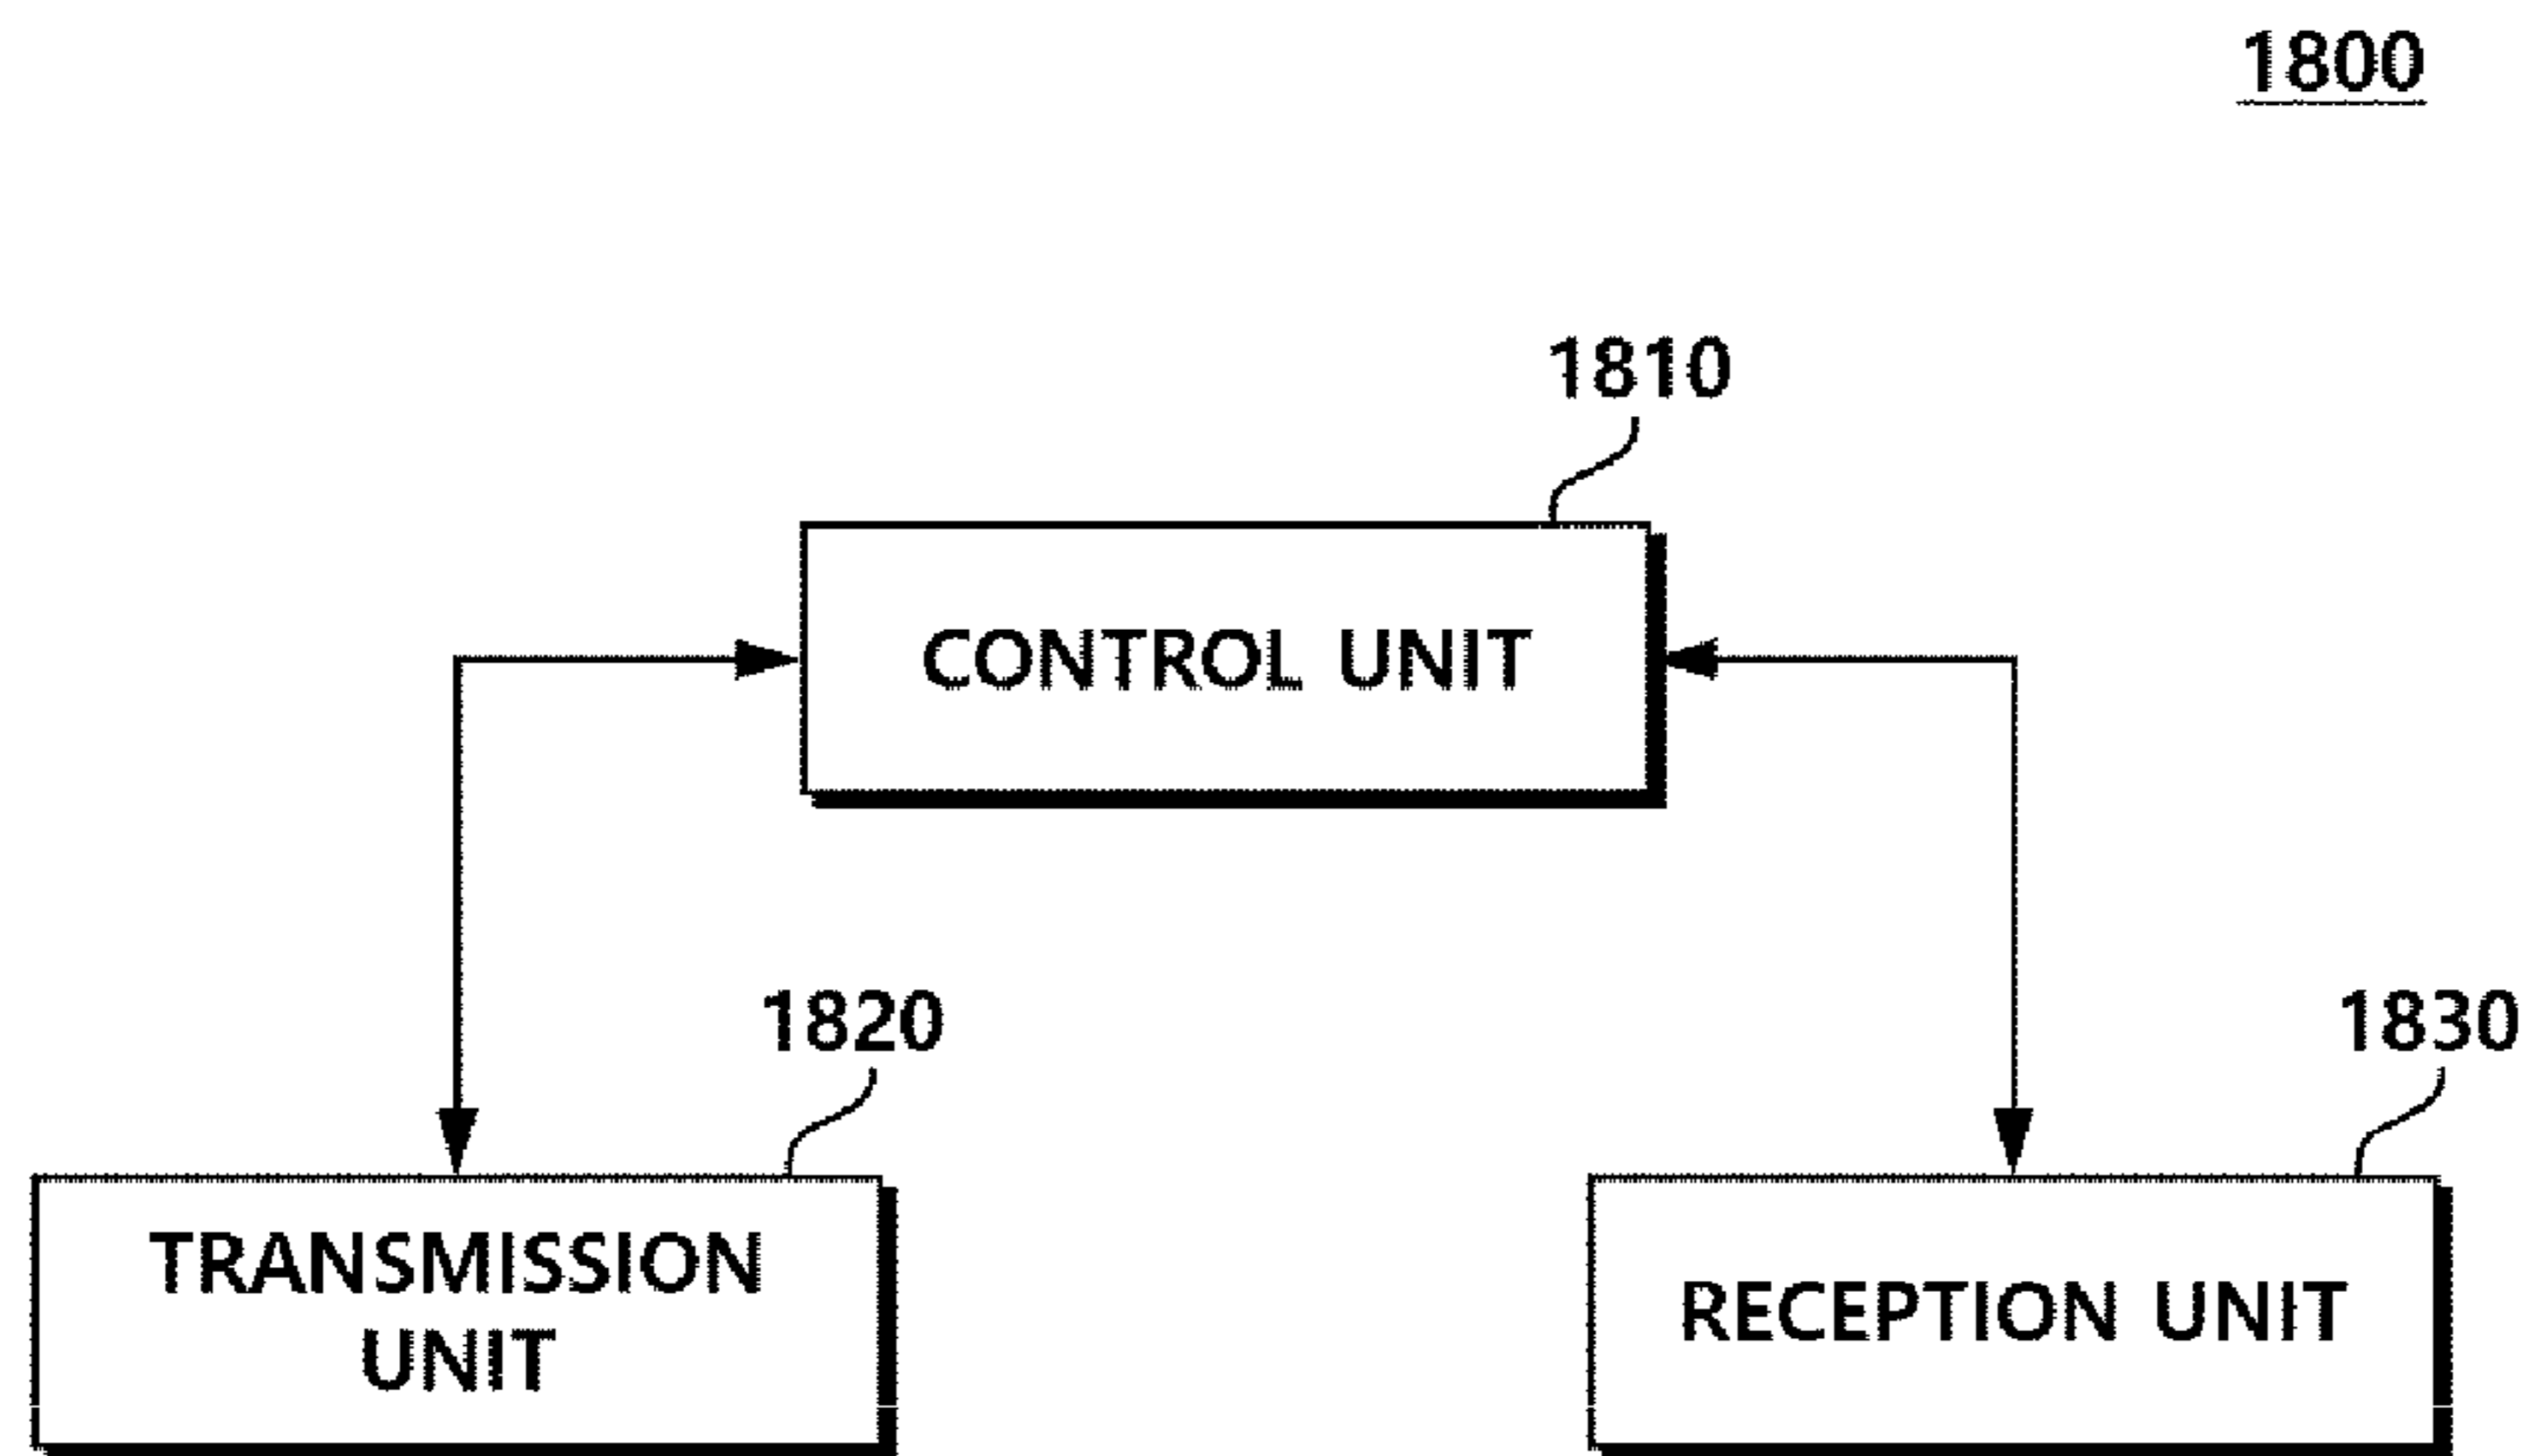 1800
1810
CONTROL UNIT
1820
1830
TRANSMISSION
UNIT
RECEPTION UNIT